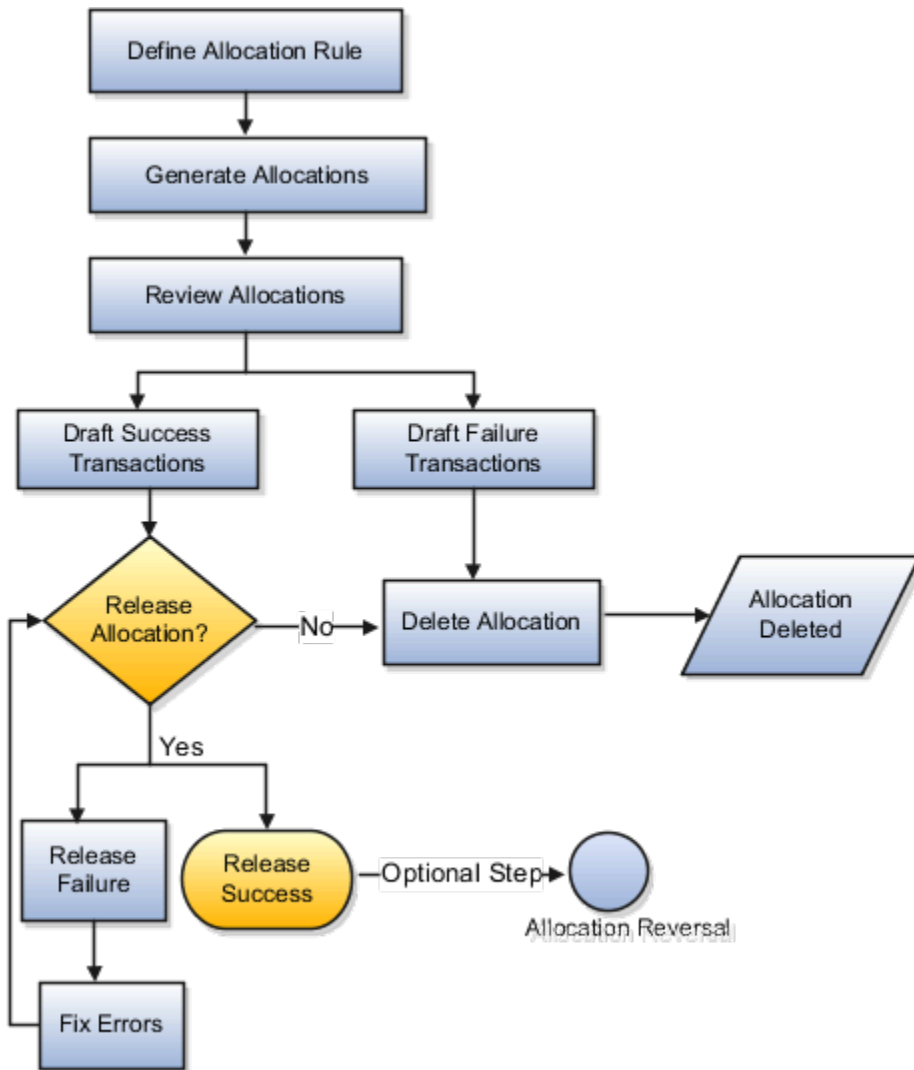 Define Allocation Rule
Generate Allocations
Review Allocations
Draft Success
Transactions
Draft Failure
Transactions
Release
Allocation?
No
Delete Allocation
Allocation
Deleted
Yes
Release
Failure
Release
Success
Optional Step
Allocation Reversal
Fix Errors